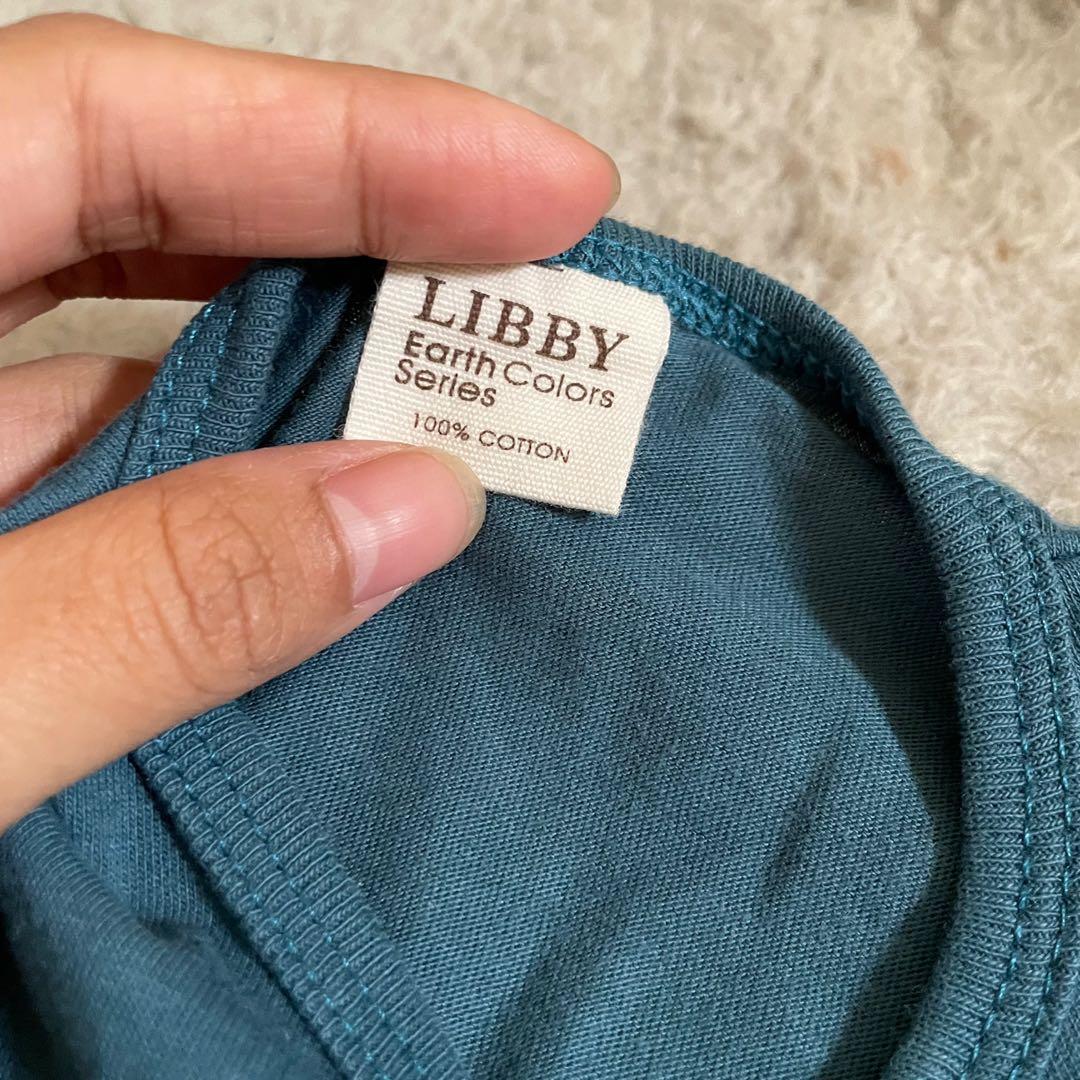 LIBBY
Earth Colors
Series
100% COTTON